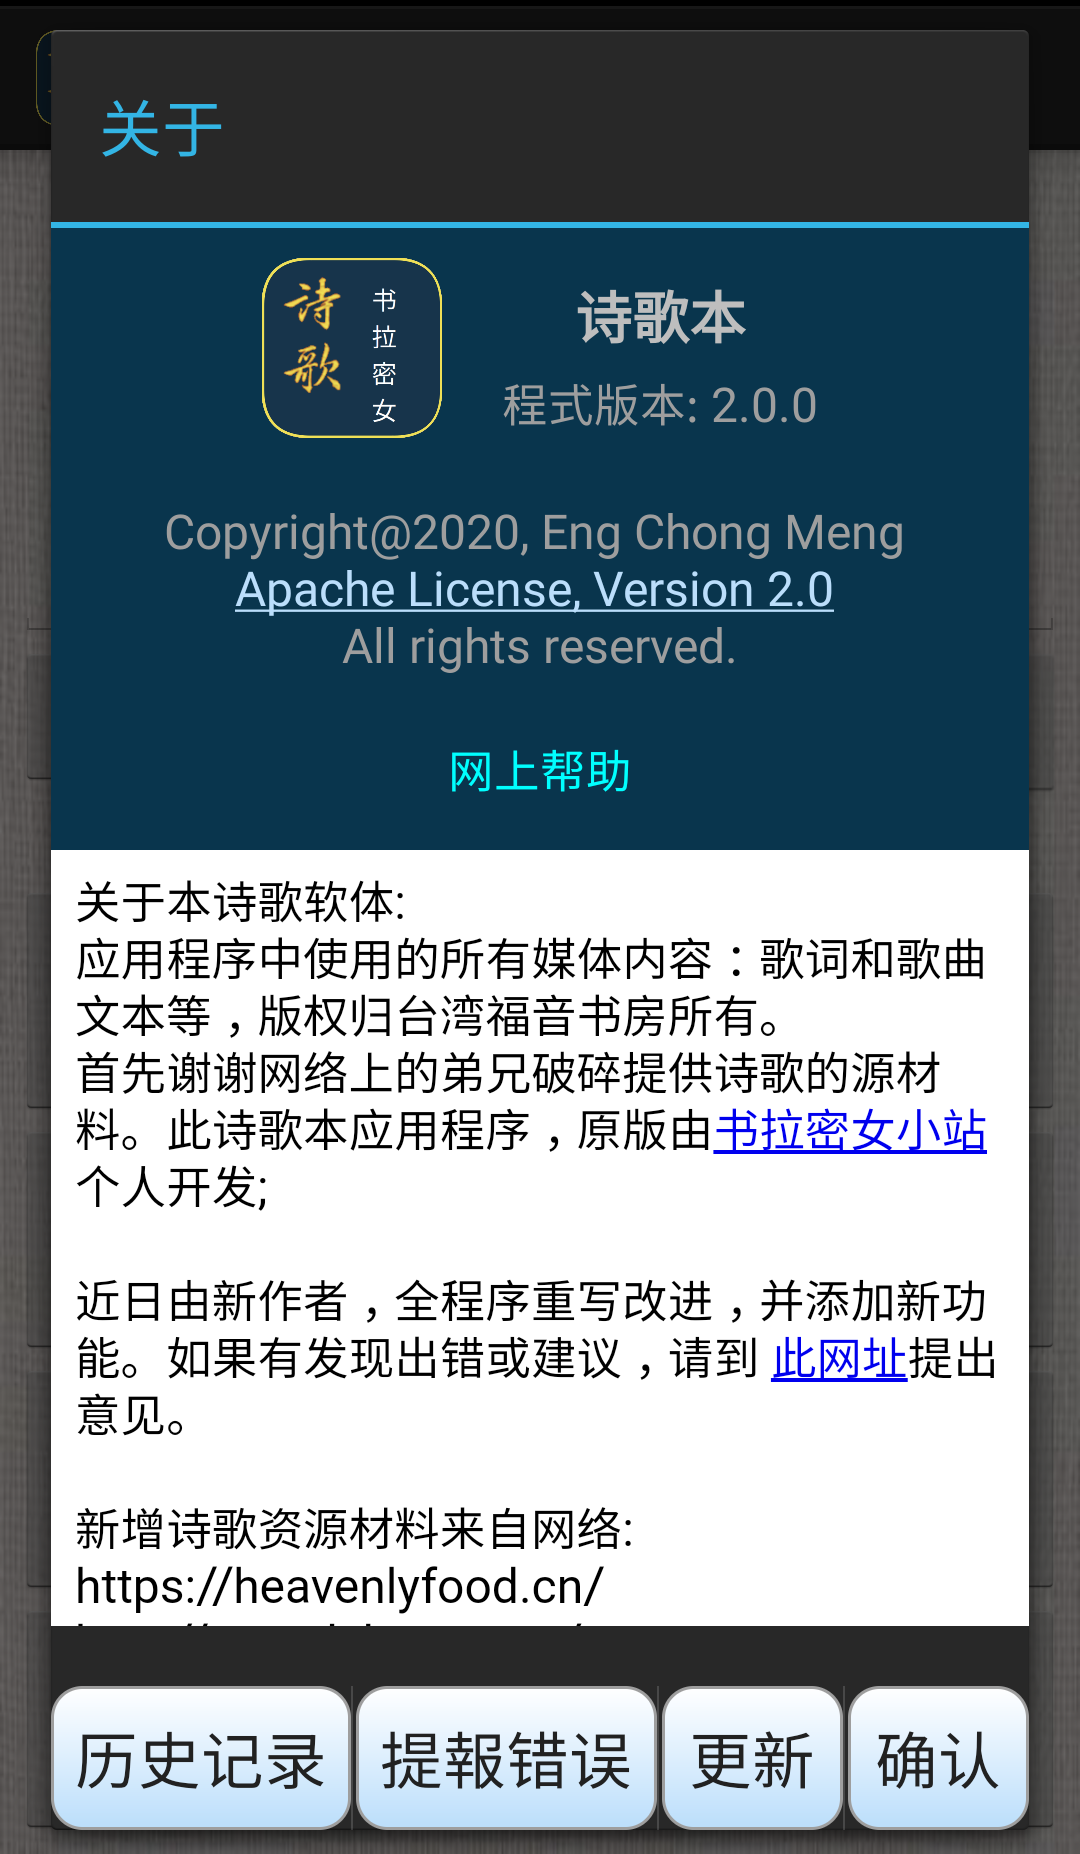 关于
诗歌
书拉密女
诗歌本
程式版本: 2.0.0
Copyright@2020, Eng Chong Meng
Apache License, Version 2.0
All rights reserved.
网上帮助
关于本诗歌软体:
应用程序中使用的所有媒体内容：歌词和歌曲
文本等，版权归台湾福音书房所有。
首先谢谢网络上的弟兄破碎提供诗歌的源材
料。此诗歌本应用程序，原版由书拉密女小站
个人开发;
近日由新作者，全程序重写改进，并添加新功
能。如果有发现出错或建议，请到 此网址提出
意见。
新增诗歌资源材料来自网络:
https://heavenlyfood.cn/
历史记录
提報错误
更新
确认